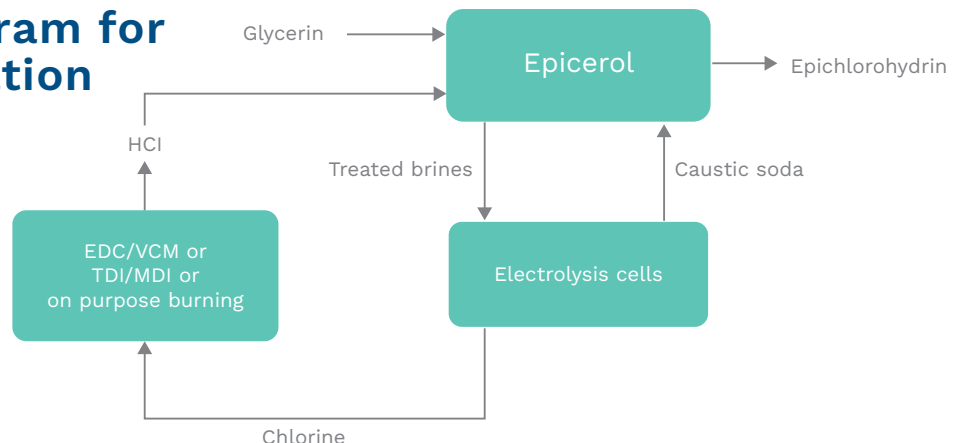 ram for
Glycerin
Epicerol
Epichlorohydrin
HCl
Treated brines
Caustic soda
EDC/VCM or
TDI/MDI or
on purpose burning
Electrolysis cells
Chlorine